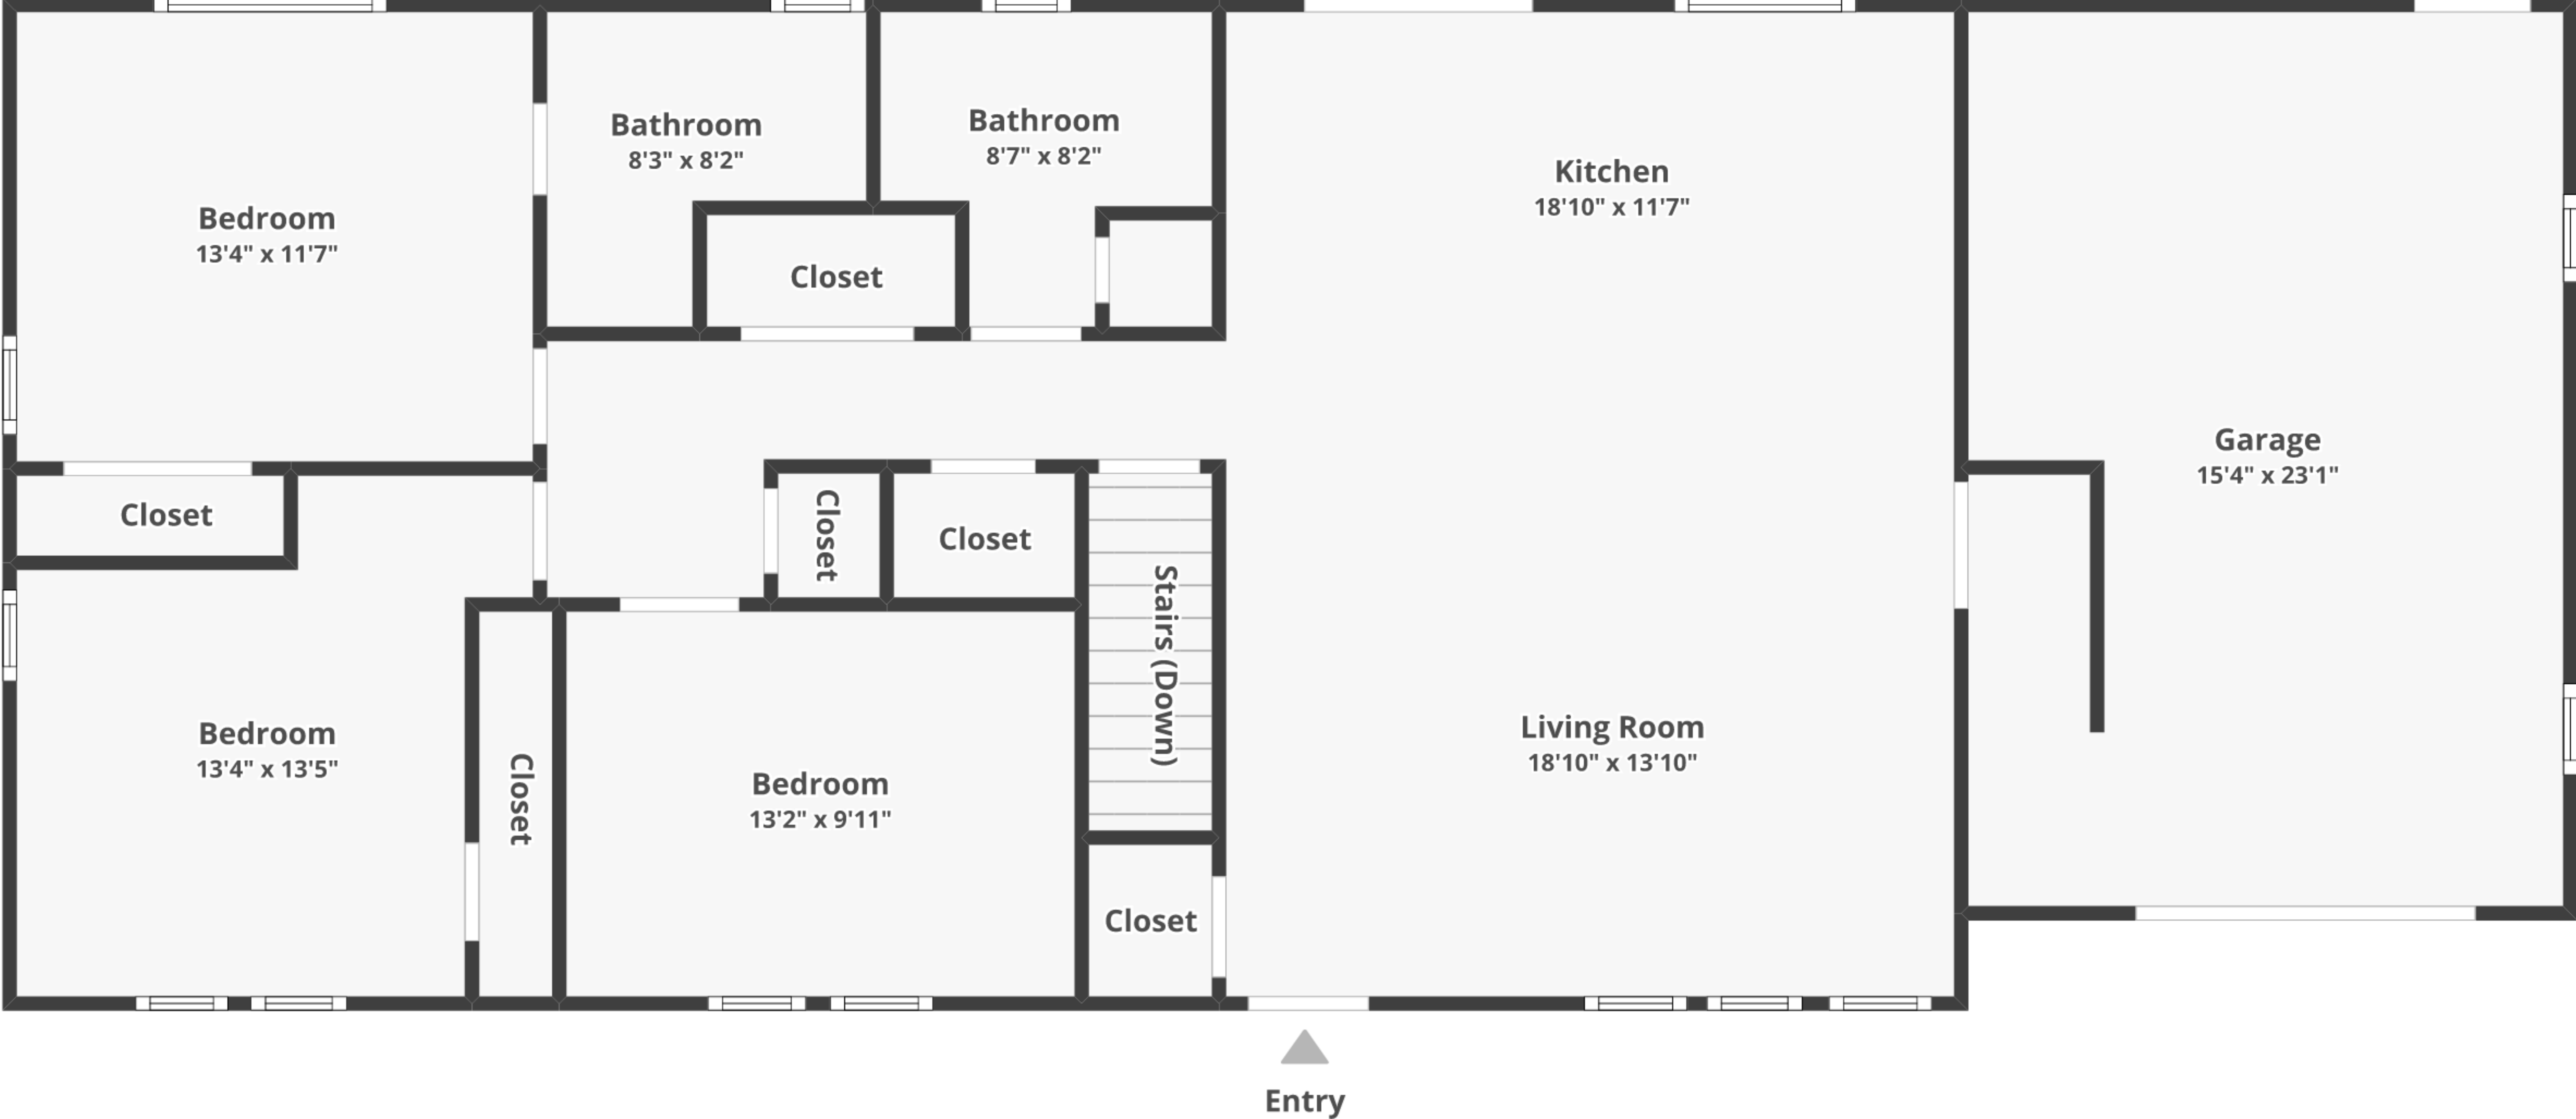 Bedroom
13'4" x 11'7"
Bathroom
8'3" x 8'2"
Bathroom
8'7" x 8'2"
Closet
Kitchen
18'10" x 11'7"
Garage
15'4" x 23'1"
Closet
Closet
Closet
Stairs (Down)
Bedroom
13'4" x 13'5"
Closet
Bedroom
13'2" x 9'11"
Living Room
18'10" x 13'10"
Closet
Entry